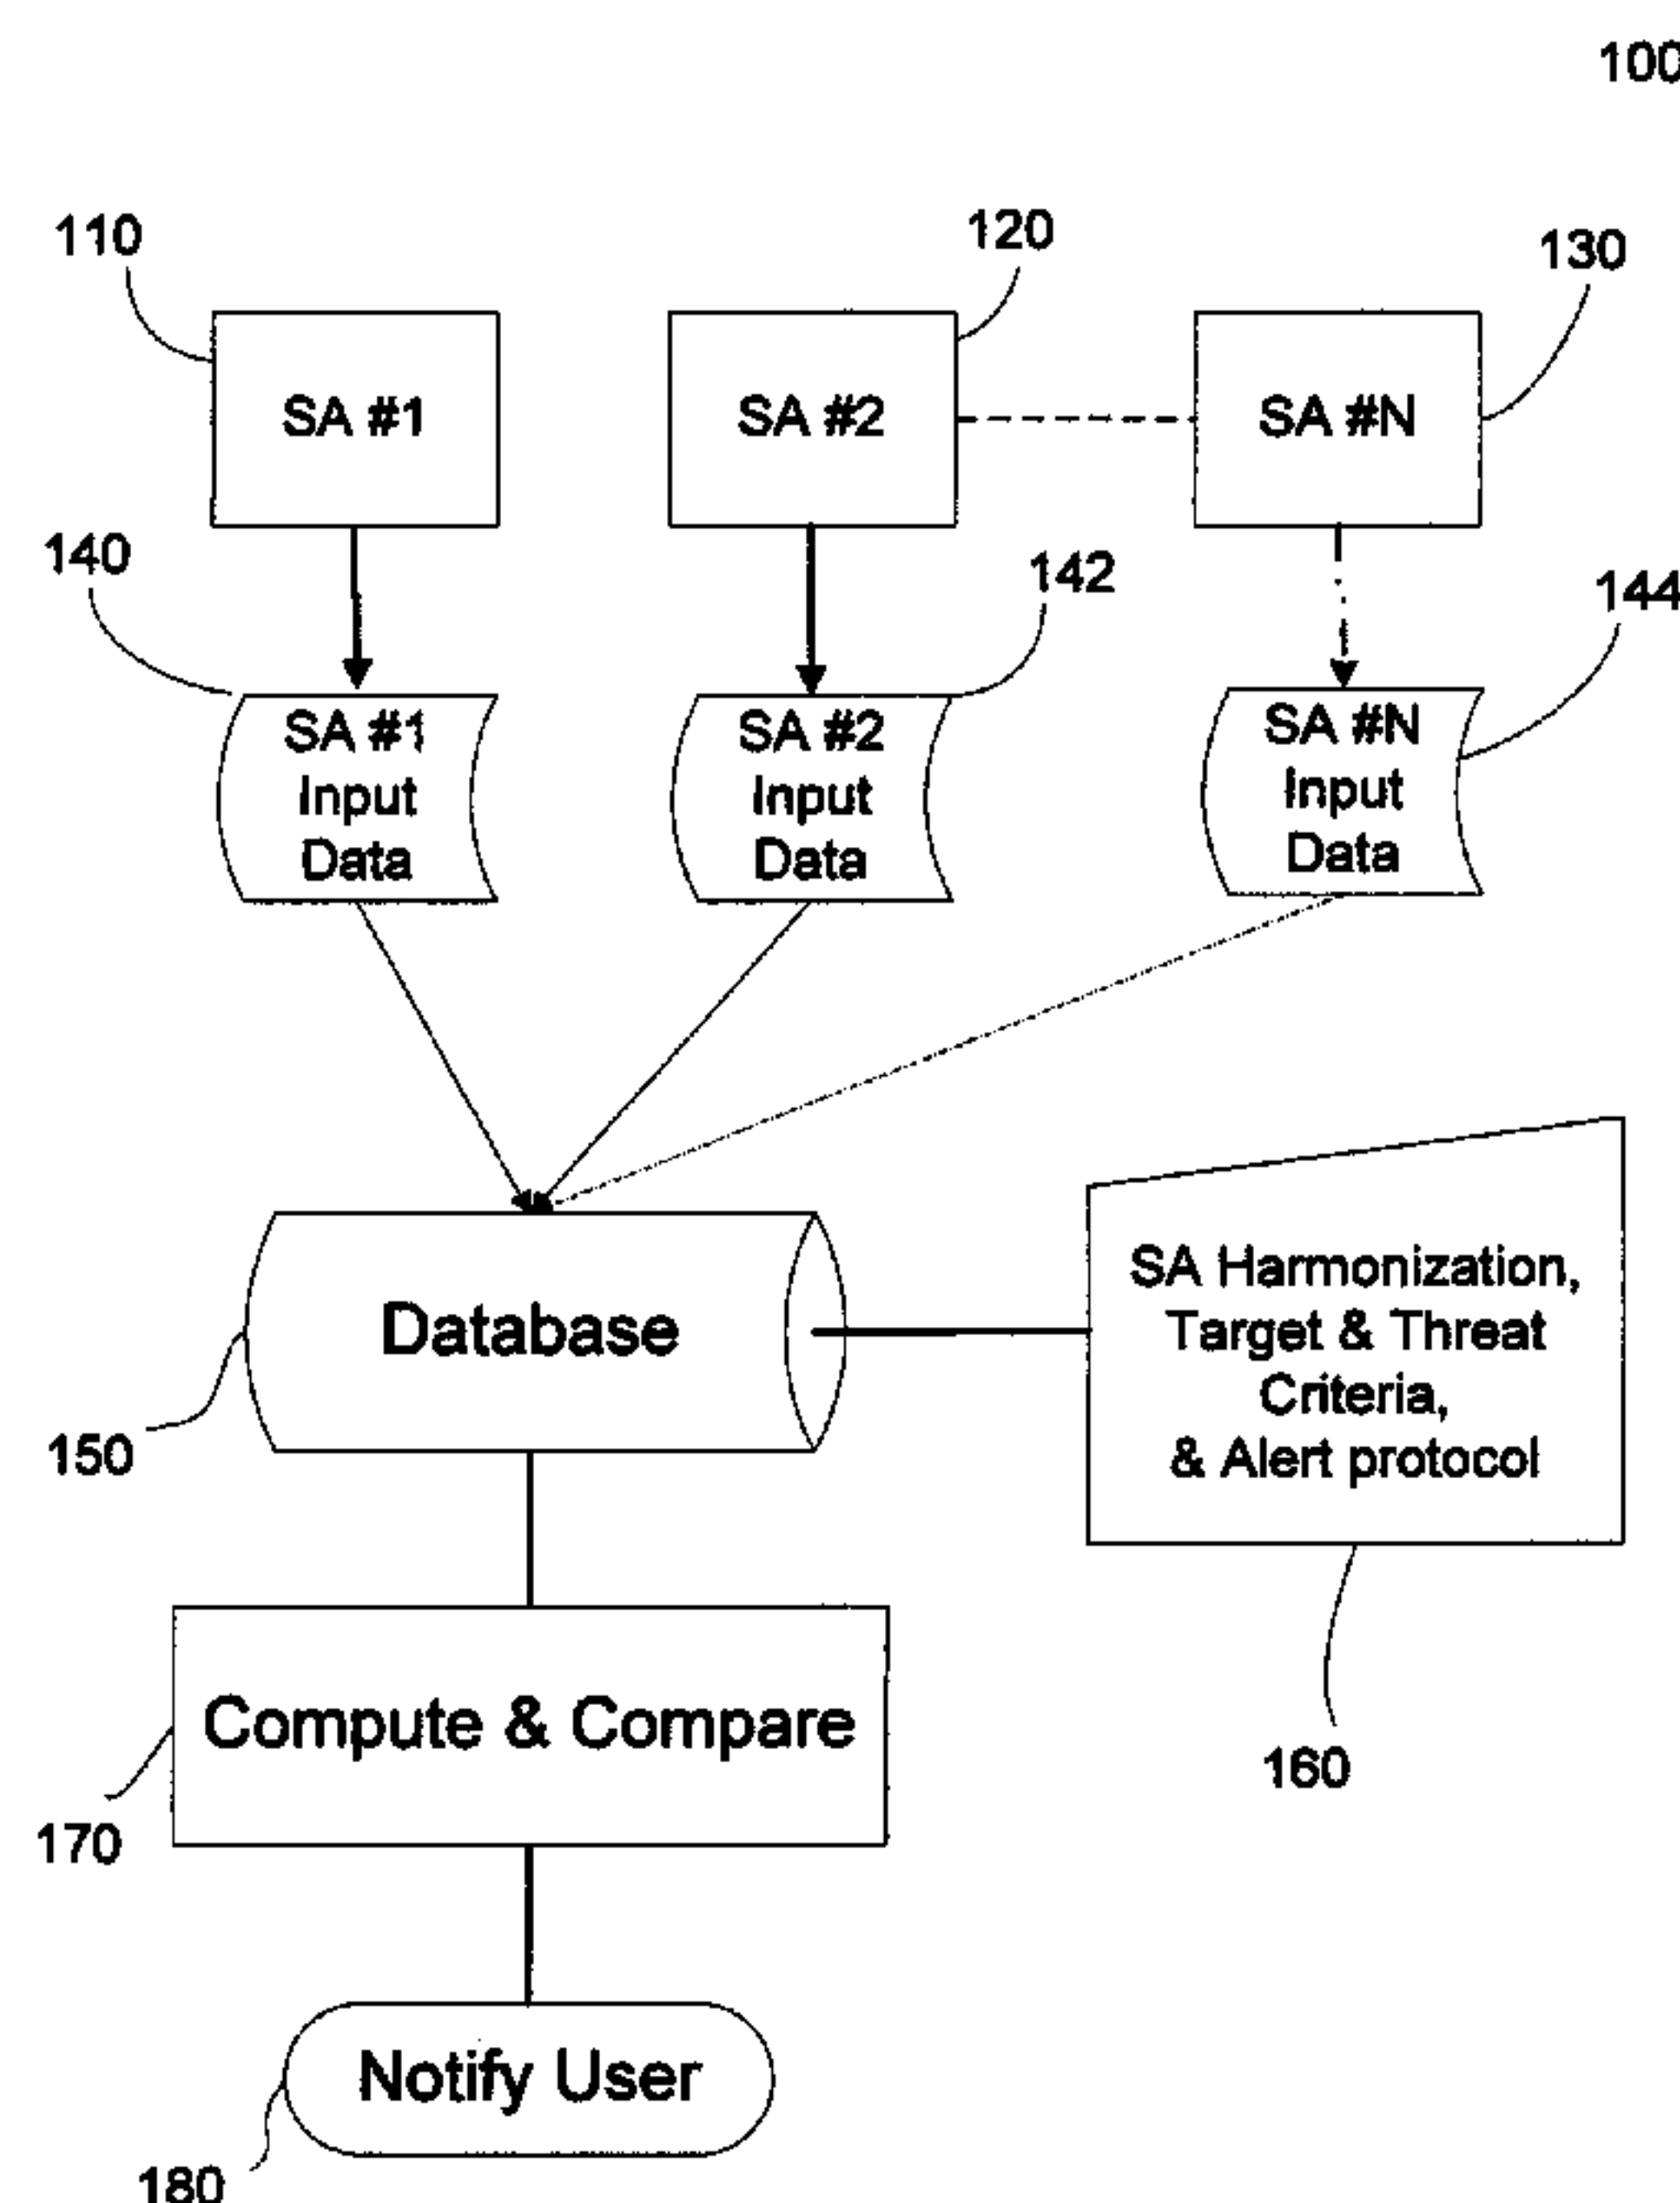 100
110
120
130
SA #1
SA #2
SA #N
140
142
144
SA #1
Input
Data
SA #2
Input
Data
SA #N
Input
Data
Database
SA Harmonization,
Target & Threat
Criteria,
& Alert protocol
150
Compute & Compare
160
170
Notify User
180